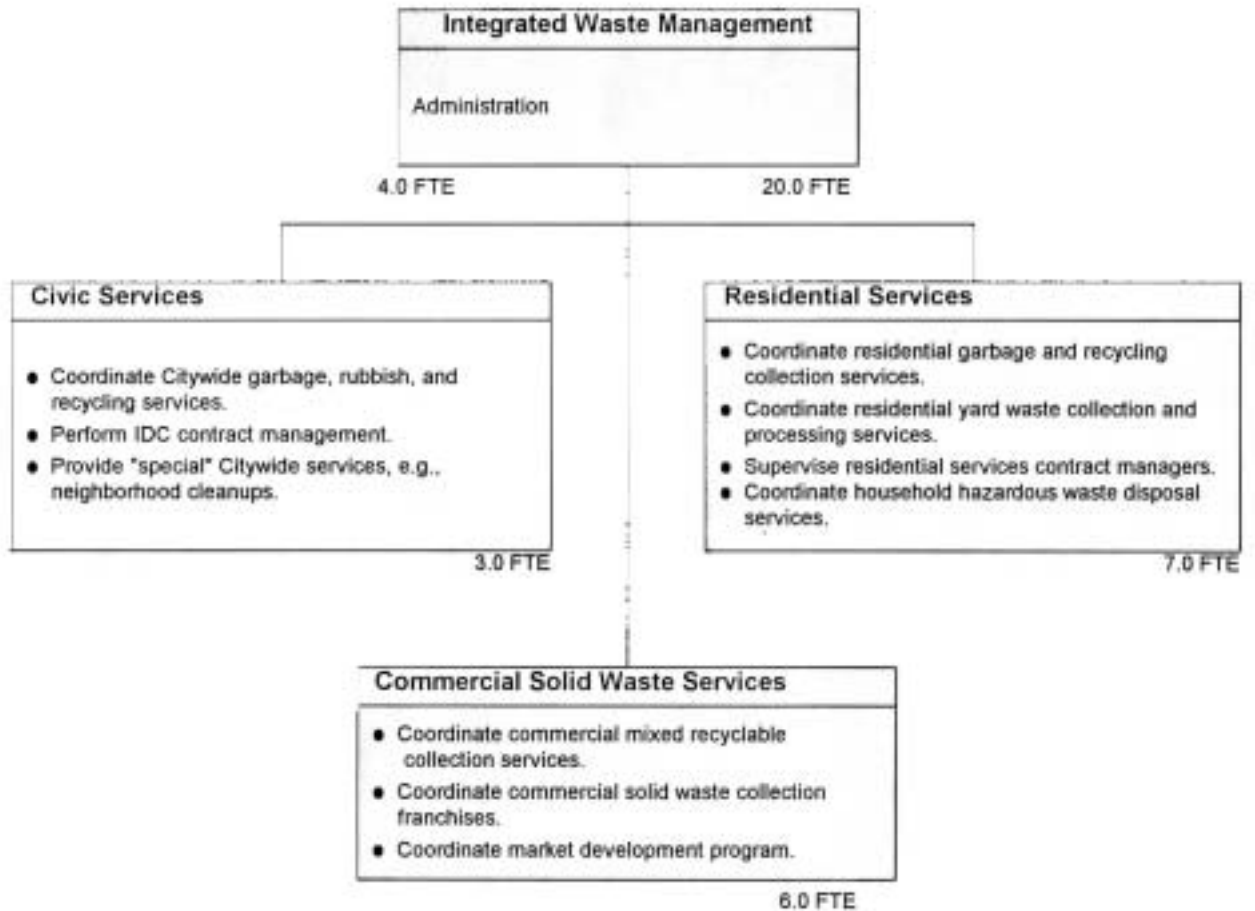 Integrated Waste Management
Administration
4.0 FTE
20.0 FTE
Civic Services
● Coordinate Citywide garbage, rubbish, and
recycling services.
● Perform IDC contract management.
● Provide "special" Citywide services, e.g.,
neighborhood cleanups.
3.0 FTE
Residential Services
● Coordinate residential garbage and recycling
collection services.
● Coordinate residential yard waste collection and
processing services.
● Supervise residential services contract managers.
● Coordinate household hazardous waste disposal
services.
7.0 FTE
Commercial Solid Waste Services
● Coordinate commercial mixed recyclable
collection services.
● Coordinate commercial solid waste collection
franchises.
● Coordinate market development program.
6.0 FTE